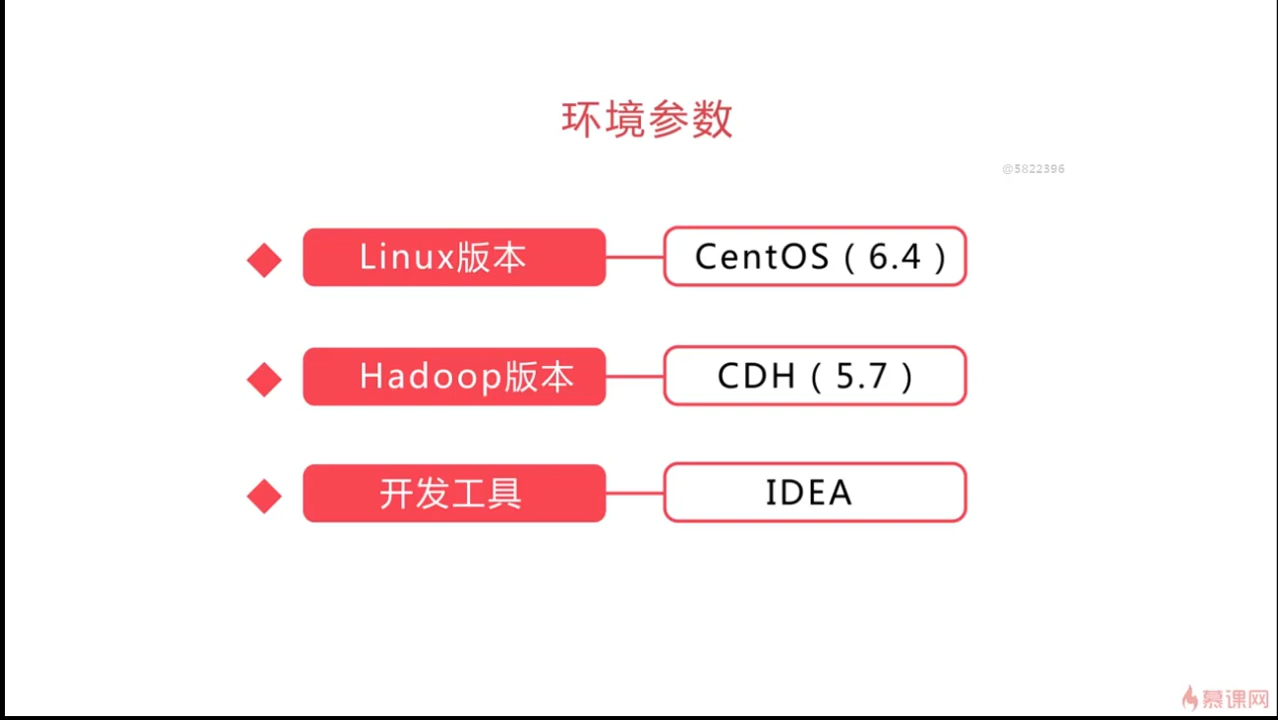 环境参数
@5822396
Linux版本 CentOS（6.4）
Hadoop版本 CDH（5.7）
开发工具 IDEA
慕课网